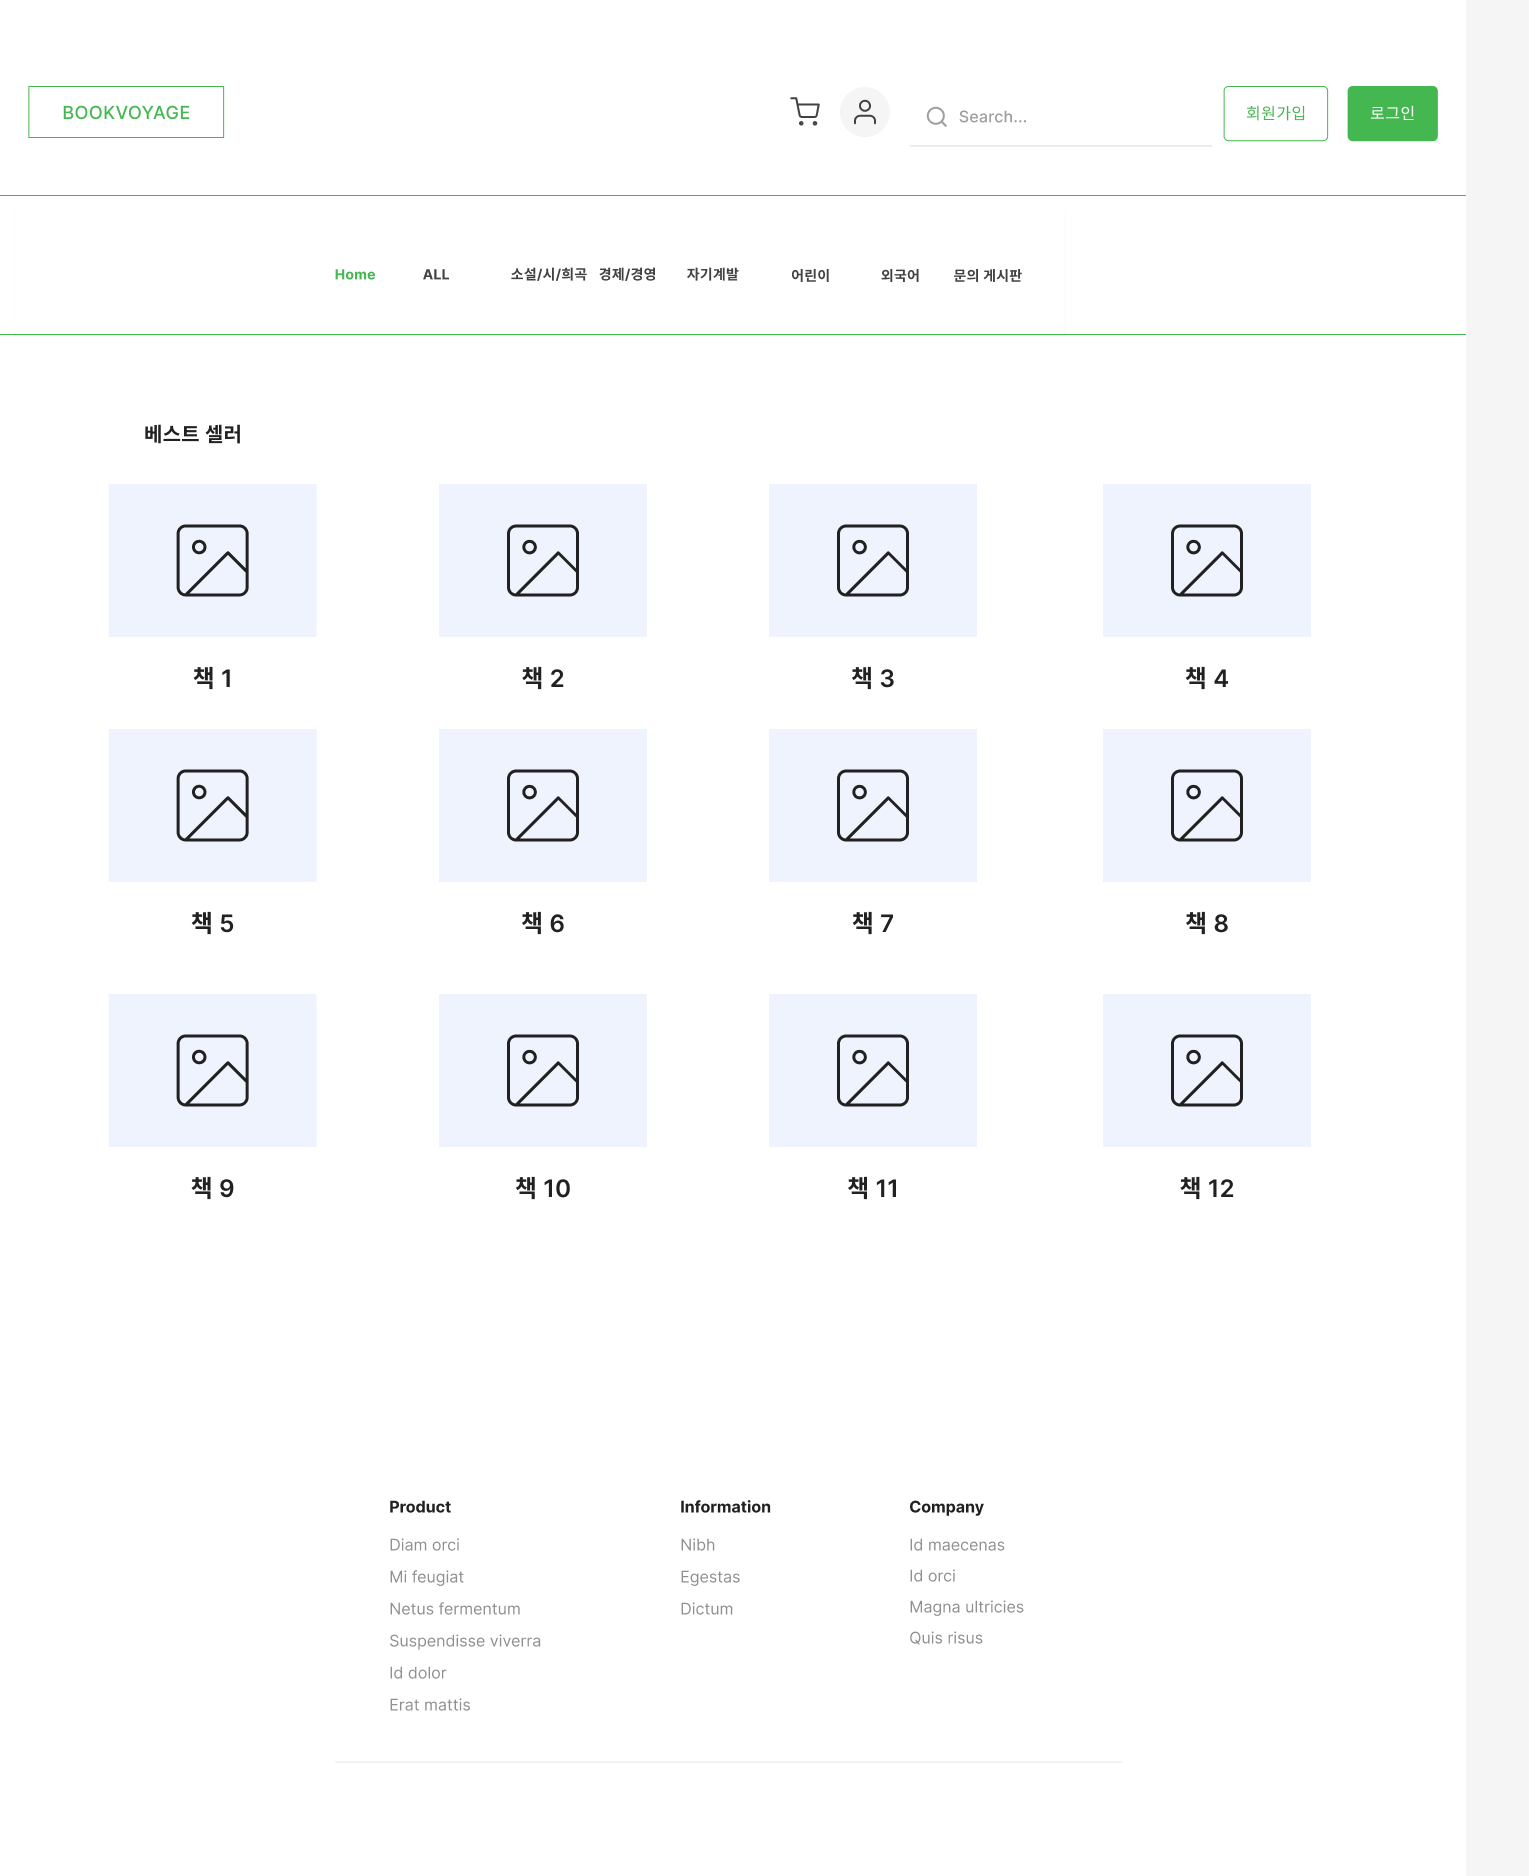 BOOKVOYAGE
Search...
회원가입
로그인
Home ALL 소설/시/희곡 경제/경영 자기계발 어린이 외국어 문의 게시판
베스트 셀러
책 1 책 2 책 3 책 4
책 5 책 6 책 7 책 8
책 9 책 10 책 11 책 12
Product
Diam orci
Mi feugiat
Netus fermentum
Suspendisse viverra
Id dolor
Erat mattis
Information
Nibh
Egestas
Dictum
Company
Id maecenas
Id orci
Magna ultricies
Quis risus